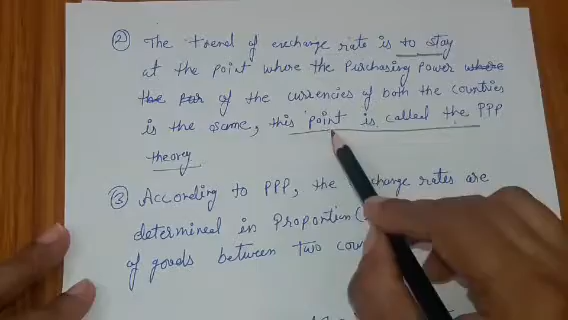 ② The trend of exchange rate is to stay
at the point where the purchasing power where
the pur of the currencies of both the countries
is the same, this point is called the PPP
theory
③ According to PPP, the exchange rates are
determined in Proportion
of goods between two